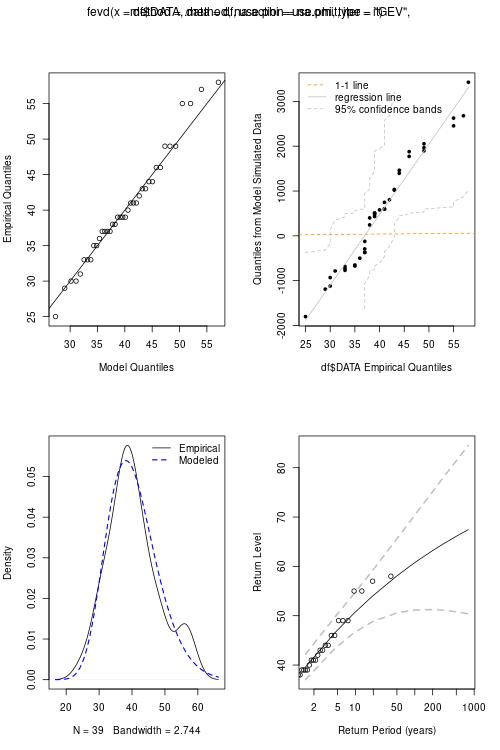 fevd(x = "GEV",
Empirical Quantiles
55
50
45
40
35
30
25
30 35 40 45 50 55
Model Quantiles
Quantiles from Model Simulated Data
3000
1000
0
-1000
-2000
1-1 line
regression line
95% confidence bands
25 30 35 40 45 50 55
df$DATA Empirical Quantiles
Density
0.05
0.04
0.03
0.02
0.01
0.00
Empirical
Modeled
20 30 40 50 60
N = 39 Bandwidth = 2.744
Return Level
80
70
60
50
40
2 5 10 50 200 1000
Return Period (years)